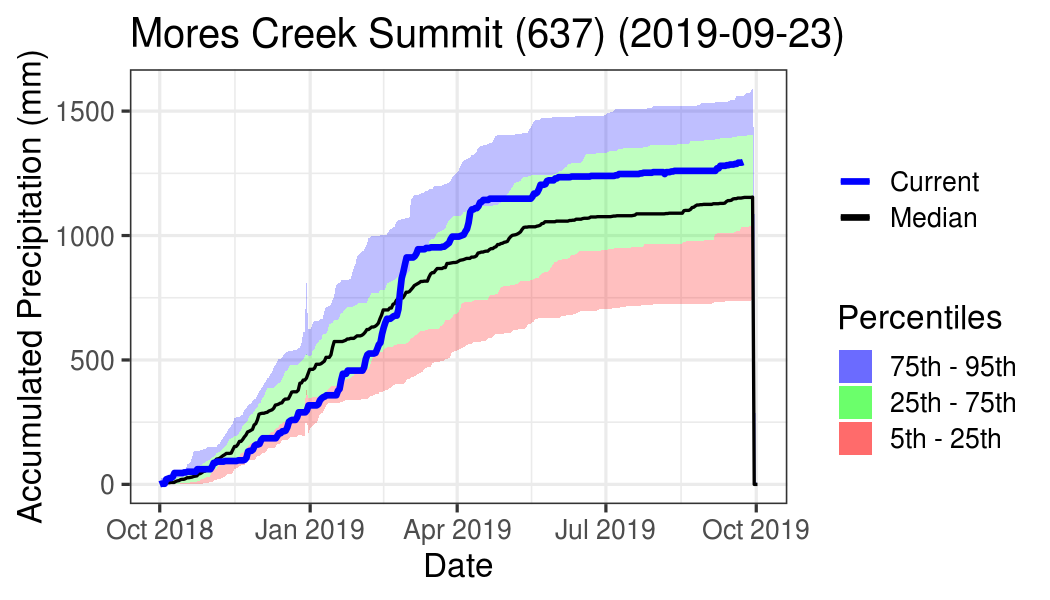 Mores Creek Summit (637) (2019-09-23)
Accumulated Precipitation (mm)
1500
1000
500
0
Oct 2018
Jan 2019
Apr 2019
Jul 2019
Oct 2019
Date
Current
Median
Percentiles
75th - 95th
25th - 75th
5th - 25th